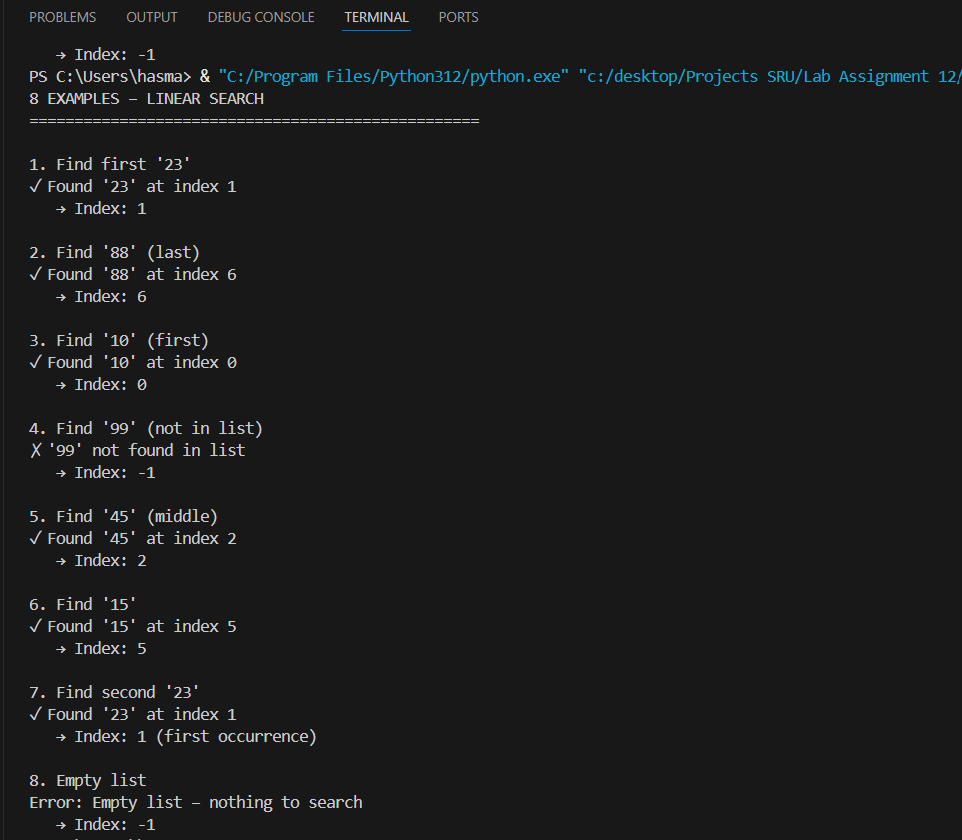 PROBLEMS OUTPUT DEBUG CONSOLE TERMINAL PORTS
→ Index: -1
PS C:\Users\hasma> & "C:/Program Files/Python312/python.exe" "c:/desktop/Projects SRU/Lab Assignment 12/
8 EXAMPLES – LINEAR SEARCH
==================================================
1. Find first '23'
✓ Found '23' at index 1
→ Index: 1
2. Find '88' (last)
✓ Found '88' at index 6
→ Index: 6
3. Find '10' (first)
✓ Found '10' at index 0
→ Index: 0
4. Find '99' (not in list)
✗ '99' not found in list
→ Index: -1
5. Find '45' (middle)
✓ Found '45' at index 2
→ Index: 2
6. Find '15'
✓ Found '15' at index 5
→ Index: 5
7. Find second '23'
✓ Found '23' at index 1
→ Index: 1 (first occurrence)
8. Empty list
Error: Empty list – nothing to search
→ Index: -1